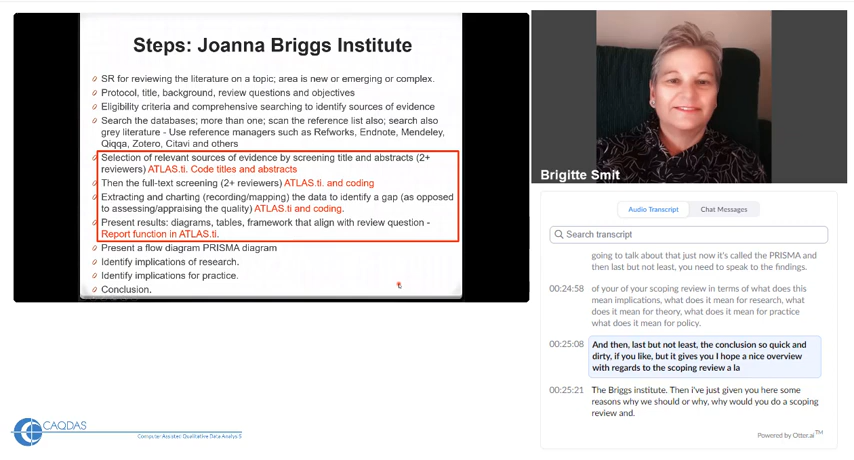 Steps: Joanna Briggs Institute
SR for reviewing the literature on a topic; area is new or emerging or complex.
Protocol, title, background, review questions and objectives
Eligibility criteria and comprehensive searching to identify sources of evidence
Search the databases; more than one; scan the reference list also; search also
grey literature - Use reference managers such as Refworks, Endnote, Mendeley,
Qiqqa, Zotero, Citavi and others
Selection of relevant sources of evidence by screening title and abstracts (2+
reviewers) ATLAS.ti. Code titles and abstracts
Then the full-text screening (2+ reviewers) ATLAS.ti. and coding
Extracting and charting (recording/mapping) the data to identify a gap (as opposed
to assessing/appraising the quality) ATLAS.ti and coding.
Present results: diagrams, tables, framework that align with review question -
Report function in ATLAS.ti.
Present a flow diagram PRISMA diagram
Identify implications of research.
Identify implications for practice.
Conclusion.
Brigitte Smit
Audio Transcript
Chat Messages
Search transcript
going to talk about that just now it's called the PRISMA and
then last but not least, you need to speak to the findings.
00:24:58
of your of your scoping review in terms of what does this
mean implications, what does it mean for research, what
does it mean for theory, what does it mean for practice
what does it mean for policy.
00:25:08
And then, last but not least, the conclusion so quick and
dirty, if you like, but it gives you I hope a nice overview
with regards to the scoping review a la
00:25:21
The Briggs institute. Then i've just given you here some
reasons why we should or why, why would you do a scoping
review and.
Powered by Otter.ai™
CAQDAS
Computer Assisted Qualitative Data Analysis